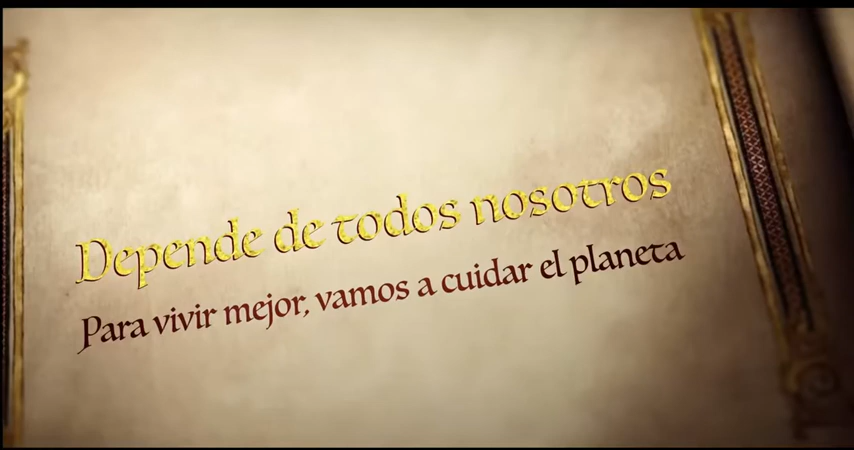 Depende de todos nosotros
Para vivir mejor, vamos a cuidar el planeta